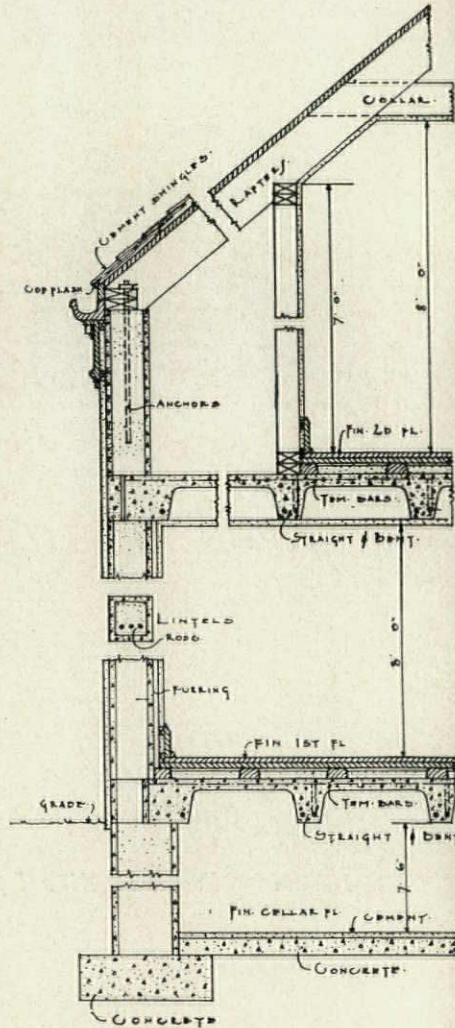 COLLAR.
RAFTERS.
CEMENT SHINGLES.
COP FLASH
7'0"
8'0"
ANCHORS
FIN. 2D FL.
TEM. BARS.
STRAIGHT & BENT.
LINTELS
RODS
8'0"
FURRING
FIN 1ST FL
GRADE
TEM. BARS
STRAIGHT & BENT
7'6"
FIN. CELLAR FL.
CEMENT.
CONCRETE.
CONCRETE